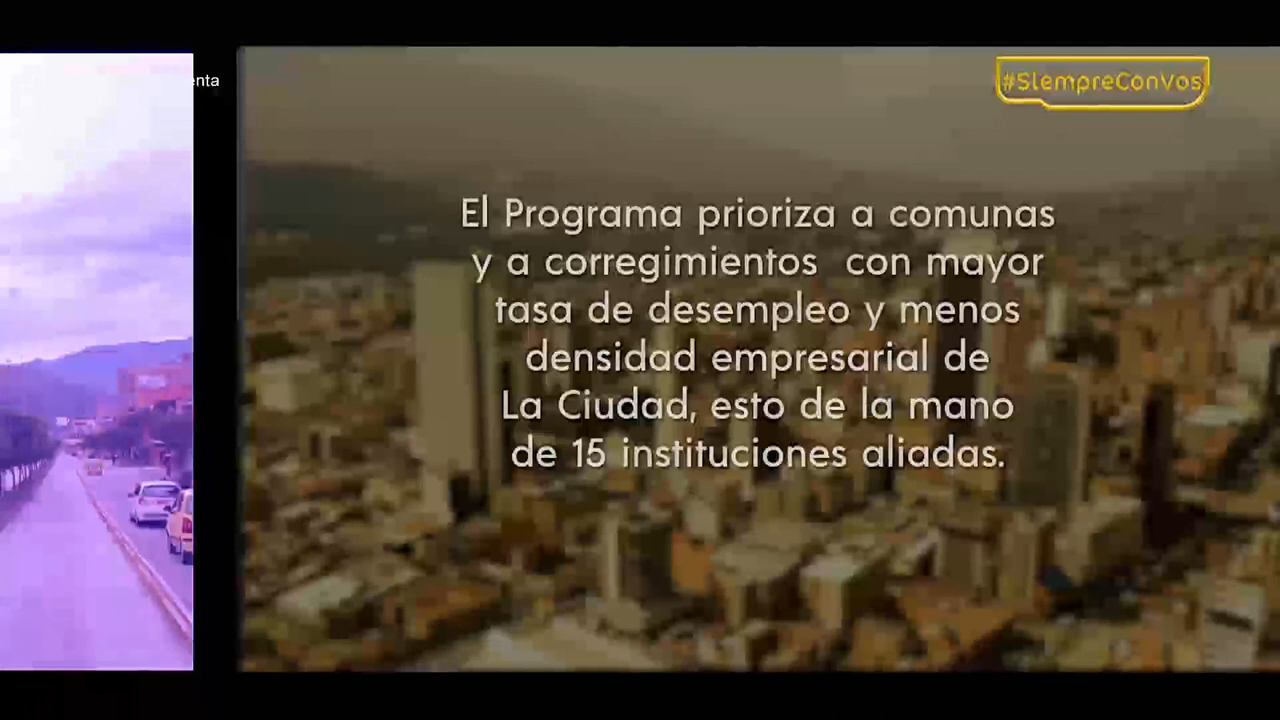 #SIempreConVos
El Programa prioriza a comunas
y a corregimientos con mayor
tasa de desempleo y menos
densidad empresarial de
La Ciudad, esto de la mano
de 15 instituciones aliadas.